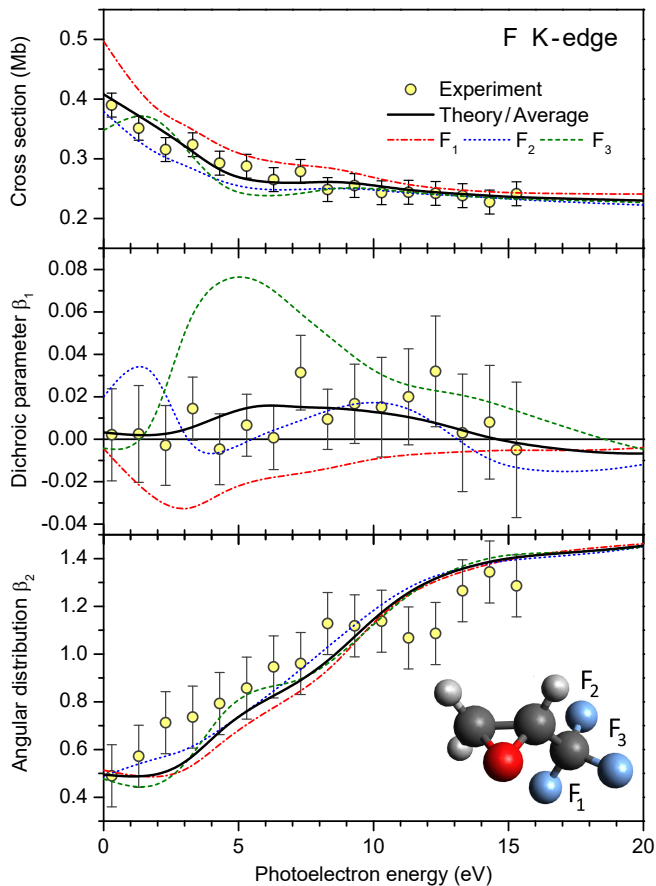 F K-edge
Experiment
Theory/Average
F₁ F₂ F₃
Cross section (Mb)
0.5
0.4
0.3
0.2
Dichroic parameter β₁
0.08
0.06
0.04
0.02
0.00
-0.02
-0.04
Angular distribution β₂
1.4
1.2
1.0
0.8
0.6
0.4
F₂
F₃
F₁
0 5 10 15 20
Photoelectron energy (eV)